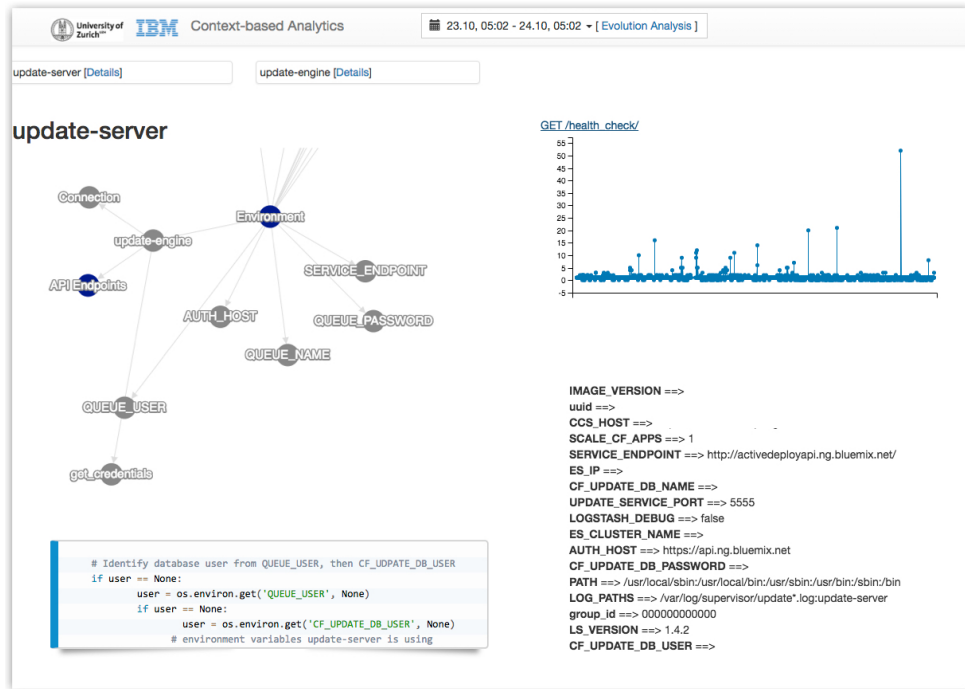 University of
Zurich
IBM
Context-based Analytics
23.10, 05:02 - 24.10, 05:02 [ Evolution Analysis ]
update-server [Details]
update-engine [Details]
update-server
Connection
Environment
update-engine
API Endpoints
SERVICE_ENDPOINT
AUTH_HOST
QUEUE_PASSWORD
QUEUE_NAME
QUEUE_USER
get_credentials
# Identify database user from QUEUE_USER, then CF_UDPATE_DB_USER
if user == None:
user = os.environ.get('QUEUE_USER', None)
if user == None:
user = os.environ.get('CF_UPDATE_DB_USER', None)
# environment variables update-server is using
GET /health_check/
55
50
45
40
35
30
25
20
15
10
5
0
-5
IMAGE_VERSION ==>
uuid ==>
CCS_HOST ==>
SCALE_CF_APPS ==> 1
SERVICE_ENDPOINT ==> http://activedeployapi.ng.bluemix.net/
ES_IP ==>
CF_UPDATE_DB_NAME ==>
UPDATE_SERVICE_PORT ==> 5555
LOGSTASH_DEBUG ==> false
ES_CLUSTER_NAME ==>
AUTH_HOST ==> https://api.ng.bluemix.net
CF_UPDATE_DB_PASSWORD ==>
PATH ==> /usr/local/sbin:/usr/local/bin:/usr/sbin:/usr/bin:/sbin:/bin
LOG_PATHS ==> /var/log/supervisor/update*.log:update-server
group_id ==> 000000000000
LS_VERSION ==> 1.4.2
CF_UPDATE_DB_USER ==>